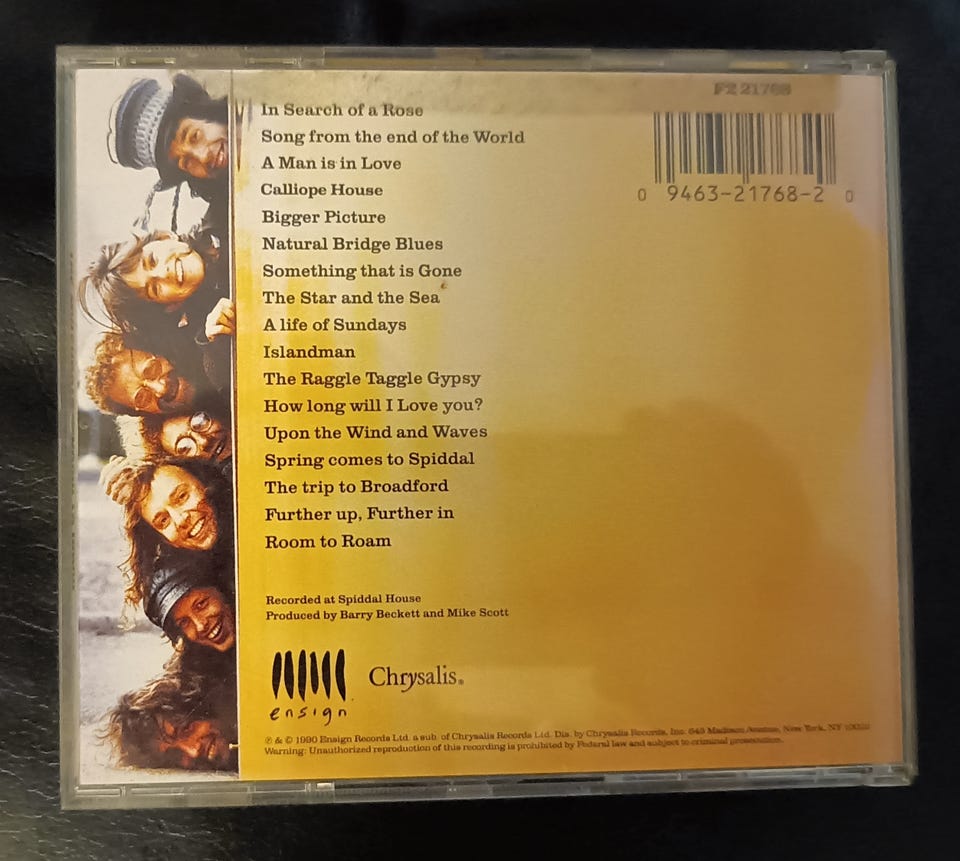 F2 21768
In Search of a Rose
Song from the end of the World
A Man is in Love
Calliope House
Bigger Picture
Natural Bridge Blues
Something that is Gone
The Star and the Sea
A life of Sundays
Islandman
The Raggle Taggle Gypsy
How long will I Love you?
Upon the Wind and Waves
Spring comes to Spiddal
The trip to Broadford
Further up, Further in
Room to Roam
0 9463-21768-2 0
Recorded at Spiddal House
Produced by Barry Beckett and Mike Scott
ensign
Chrysalis®
℗ & © 1990 Ensign Records Ltd. a sub. of Chrysalis Records Ltd. Dis. by Chrysalis Records, Inc. 645 Madison Avenue, New York, NY 10022
Warning: Unauthorized reproduction of this recording is prohibited by Federal law and subject to criminal prosecution.